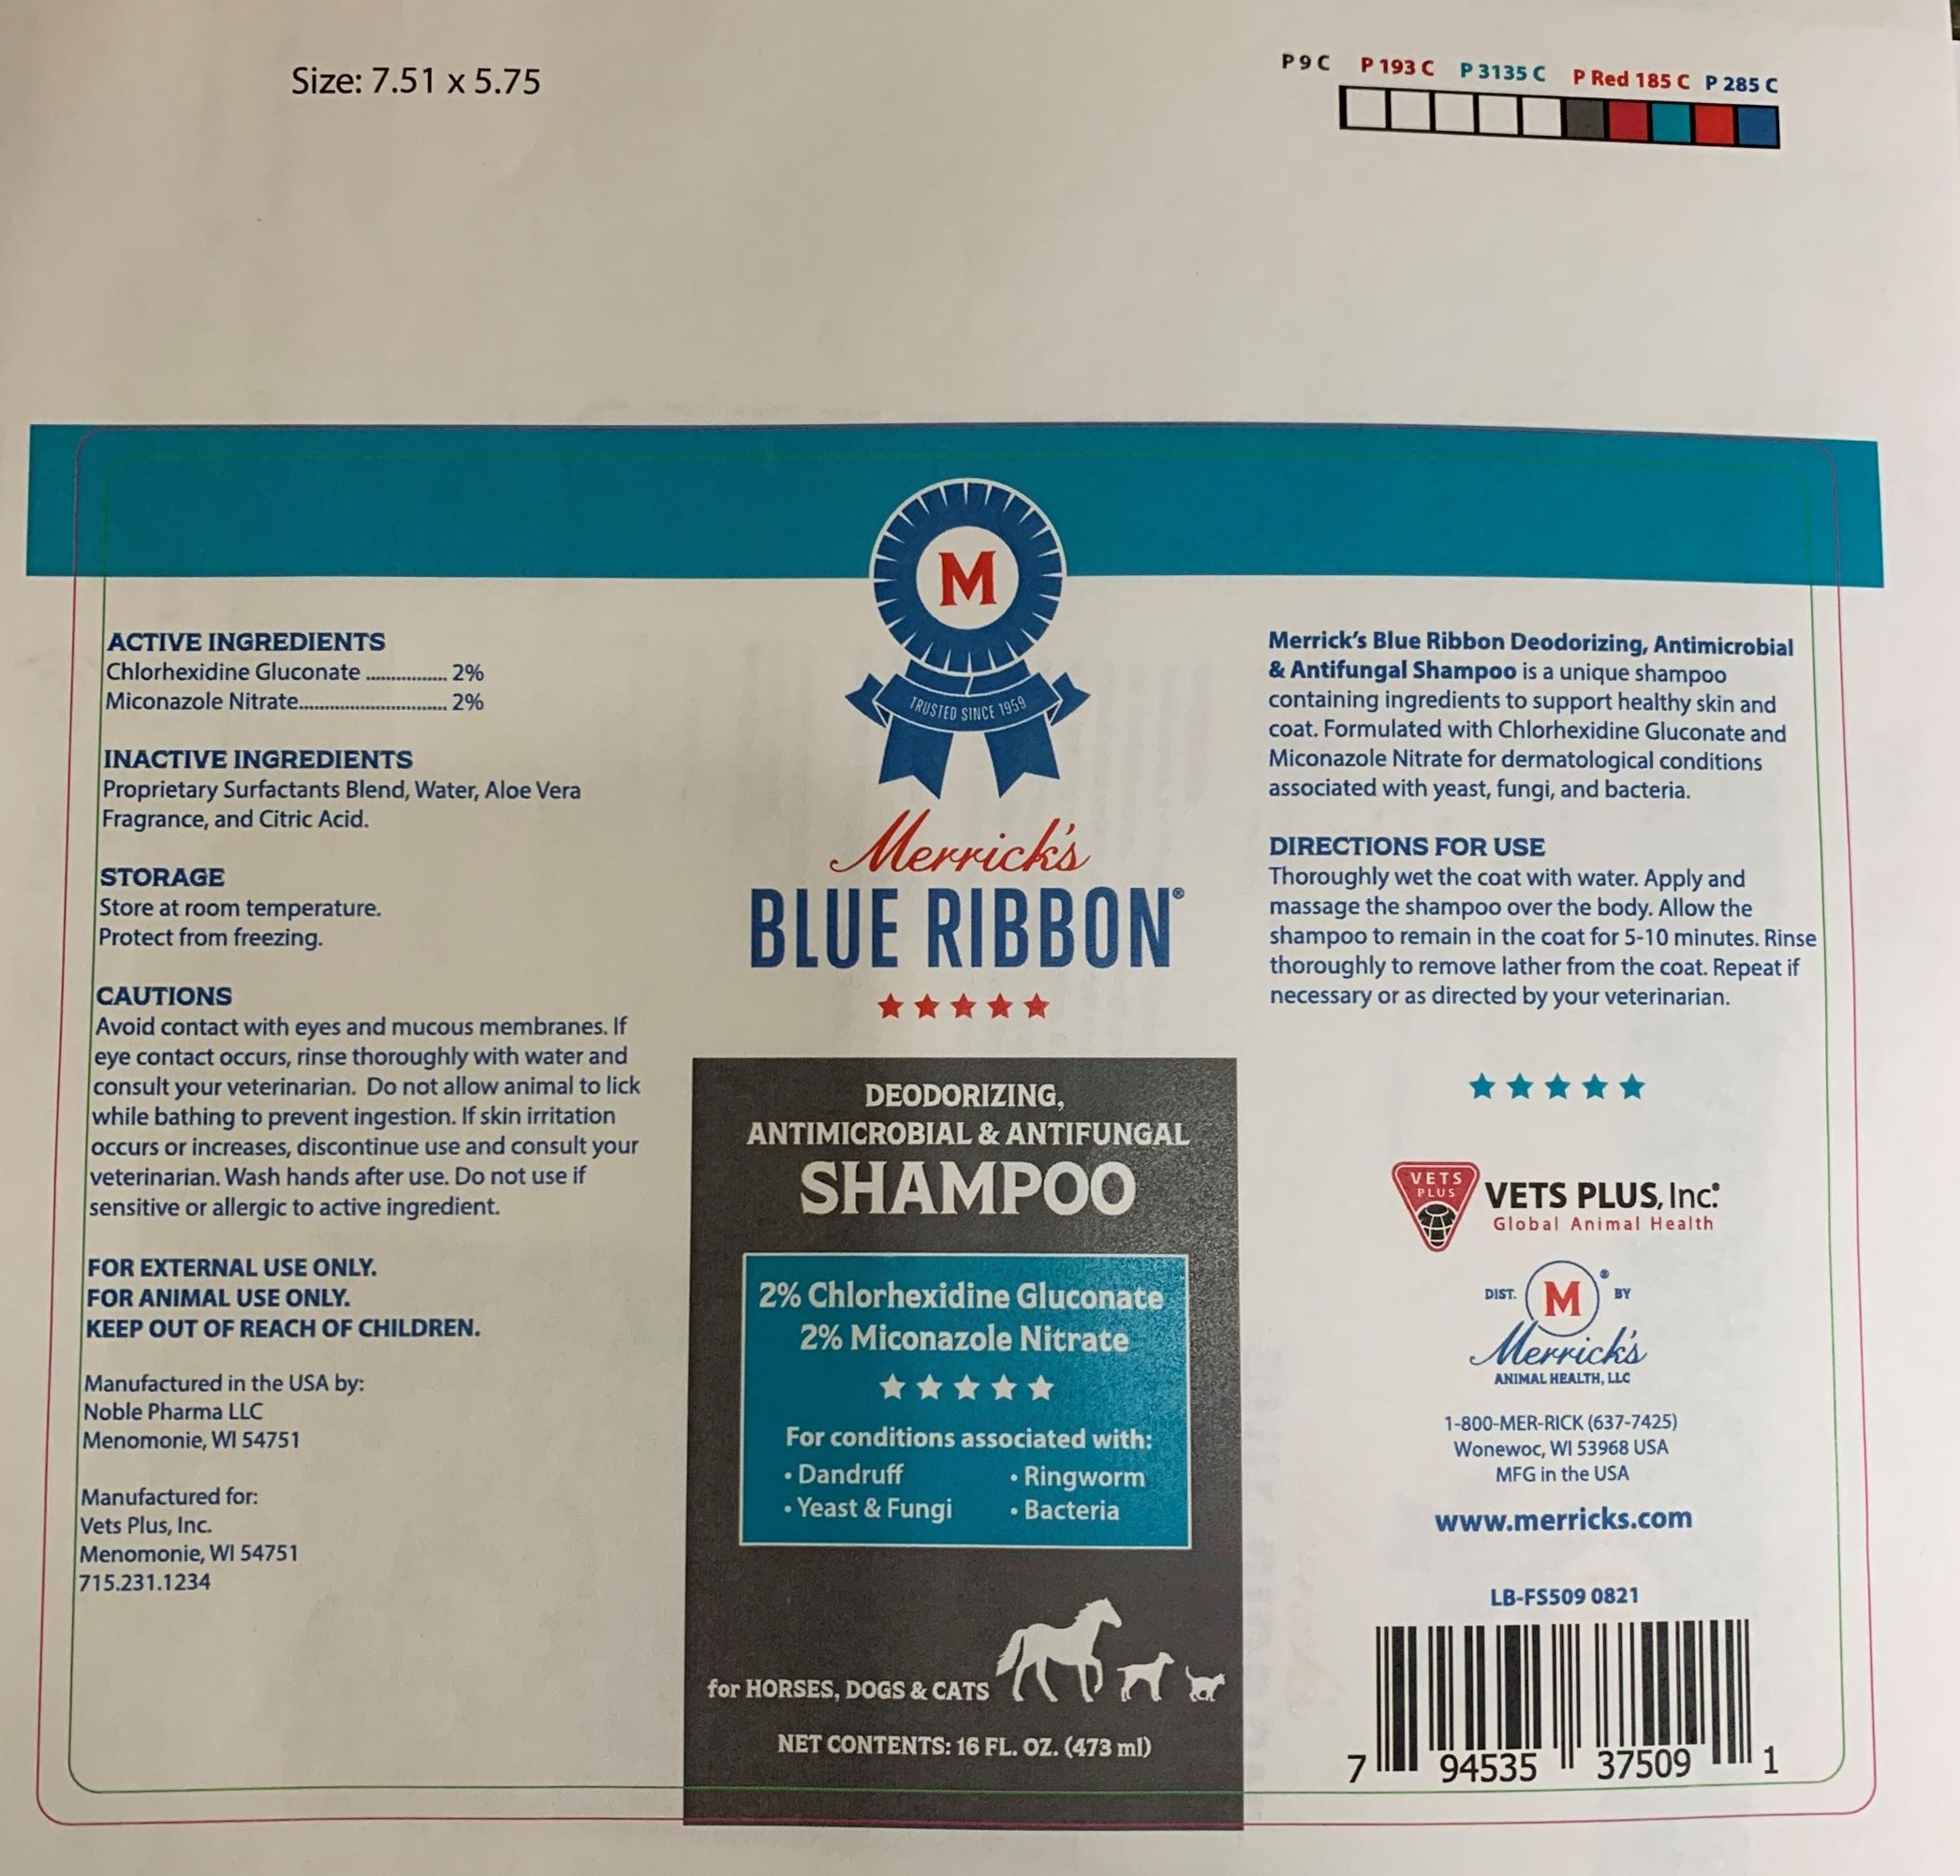 Size: 7.51 x 5.75
P 9 C P 193 C P 3135 C P Red 185 C P 285 C
ACTIVE INGREDIENTS
Chlorhexidine Gluconate ................ 2%
Miconazole Nitrate............................. 2%
INACTIVE INGREDIENTS
Proprietary Surfactants Blend, Water, Aloe Vera
Fragrance, and Citric Acid.
STORAGE
Store at room temperature.
Protect from freezing.
CAUTIONS
Avoid contact with eyes and mucous membranes. If
eye contact occurs, rinse thoroughly with water and
consult your veterinarian. Do not allow animal to lick
while bathing to prevent ingestion. If skin irritation
occurs or increases, discontinue use and consult your
veterinarian. Wash hands after use. Do not use if
sensitive or allergic to active ingredient.
FOR EXTERNAL USE ONLY.
FOR ANIMAL USE ONLY.
KEEP OUT OF REACH OF CHILDREN.
Manufactured in the USA by:
Noble Pharma LLC
Menomonie, WI 54751
Manufactured for:
Vets Plus, Inc.
Menomonie, WI 54751
715.231.1234
M
TRUSTED SINCE 1959
Merrick's
BLUE RIBBON®
DEODORIZING,
ANTIMICROBIAL & ANTIFUNGAL
SHAMPOO
2% Chlorhexidine Gluconate
2% Miconazole Nitrate
For conditions associated with:
• Dandruff • Ringworm
• Yeast & Fungi • Bacteria
for HORSES, DOGS & CATS
NET CONTENTS: 16 FL. OZ. (473 ml)
Merrick's Blue Ribbon Deodorizing, Antimicrobial
& Antifungal Shampoo is a unique shampoo
containing ingredients to support healthy skin and
coat. Formulated with Chlorhexidine Gluconate and
Miconazole Nitrate for dermatological conditions
associated with yeast, fungi, and bacteria.
DIRECTIONS FOR USE
Thoroughly wet the coat with water. Apply and
massage the shampoo over the body. Allow the
shampoo to remain in the coat for 5-10 minutes. Rinse
thoroughly to remove lather from the coat. Repeat if
necessary or as directed by your veterinarian.
VETS
PLUS
VETS PLUS, Inc.®
Global Animal Health
DIST. M ® BY
Merrick's
ANIMAL HEALTH, LLC
1-800-MER-RICK (637-7425)
Wonewoc, WI 53968 USA
MFG in the USA
www.merricks.com
LB-FS509 0821
7 94535 37509 1